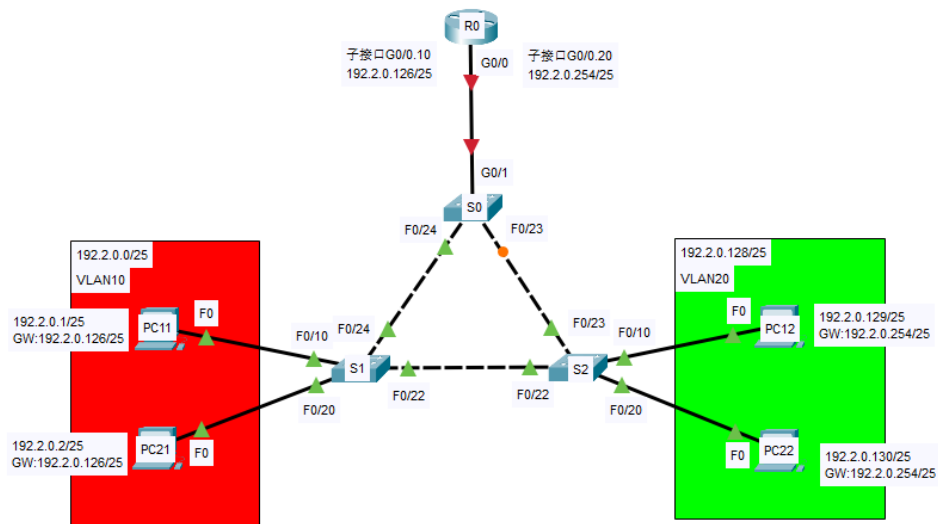 R0
子接口G0/0.10
192.2.0.126/25
G0/0
子接口G0/0.20
192.2.0.254/25
G0/1
S0
F0/24
F0/23
192.2.0.0/25
VLAN10
192.2.0.1/25
GW:192.2.0.126/25
PC11
F0
F0/10
F0/24
S1
F0/20
F0/22
192.2.0.2/25
GW:192.2.0.126/25
PC21
F0
192.2.0.128/25
VLAN20
F0/23
F0/10
S2
F0/22
F0/20
F0
PC12
192.2.0.129/25
GW:192.2.0.254/25
F0
PC22
192.2.0.130/25
GW:192.2.0.254/25